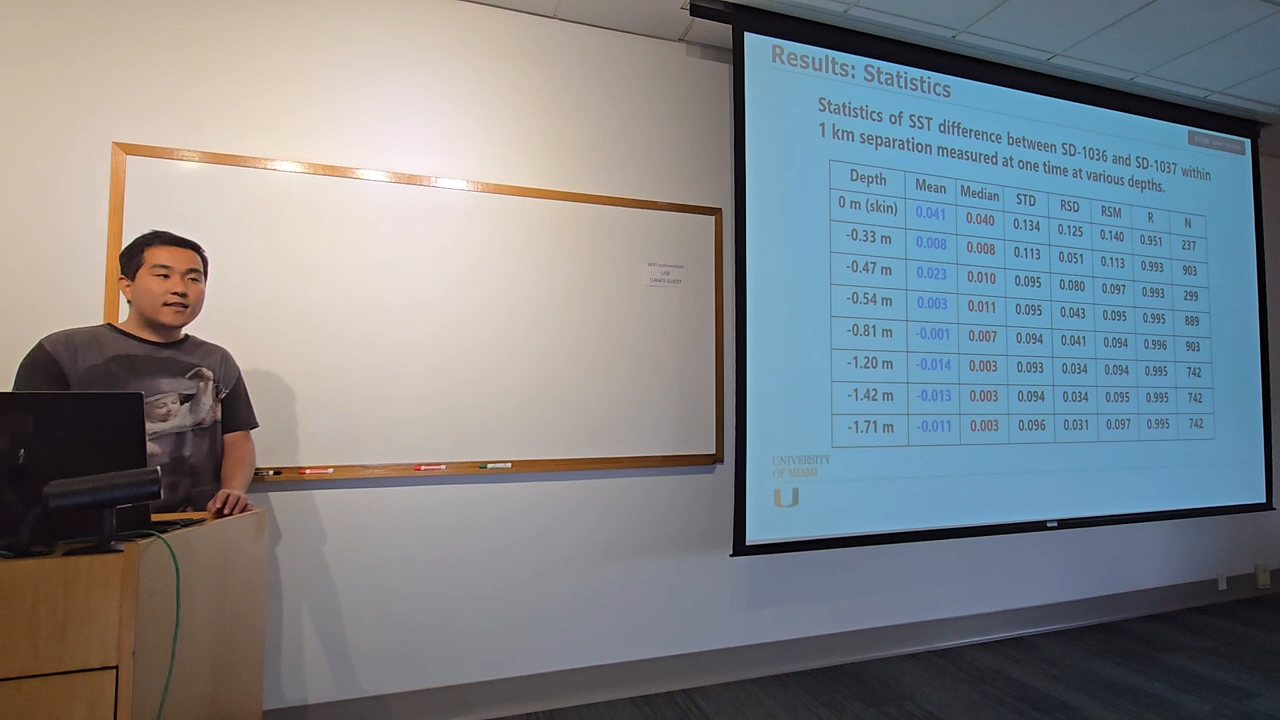 Results: Statistics
Statistics of SST difference between SD-1036 and SD-1037 within
1 km separation measured at one time at various depths.
Depth Mean Median STD RSD RSM R N
0 m (skin) 0.041 0.040 0.134 0.125 0.140 0.951 237
-0.33 m 0.008 0.008 0.113 0.051 0.113 0.993 903
-0.47 m 0.023 0.010 0.095 0.080 0.097 0.993 299
-0.54 m 0.003 0.011 0.095 0.043 0.095 0.995 889
-0.81 m -0.001 0.007 0.094 0.041 0.094 0.996 903
-1.20 m -0.014 0.003 0.093 0.034 0.094 0.995 742
-1.42 m -0.013 0.003 0.094 0.034 0.095 0.995 742
-1.71 m -0.011 0.003 0.096 0.031 0.097 0.995 742
UNIVERSITY
OF MIAMI
USE
CANES GUEST